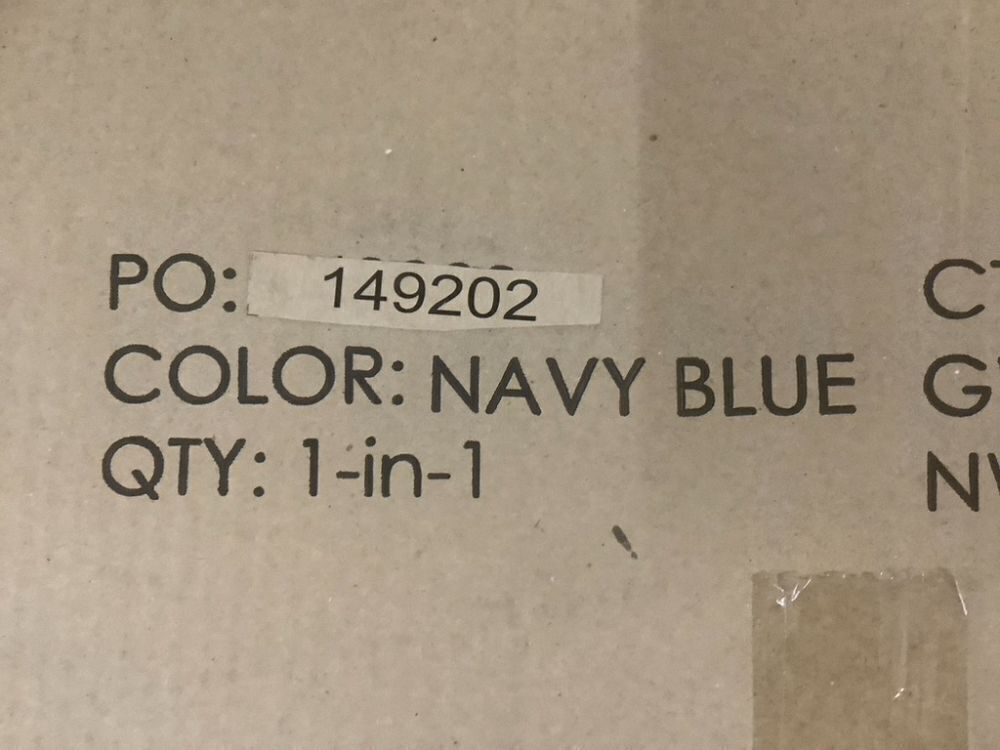 PO: 149202
COLOR: NAVY BLUE
QTY: 1-in-1